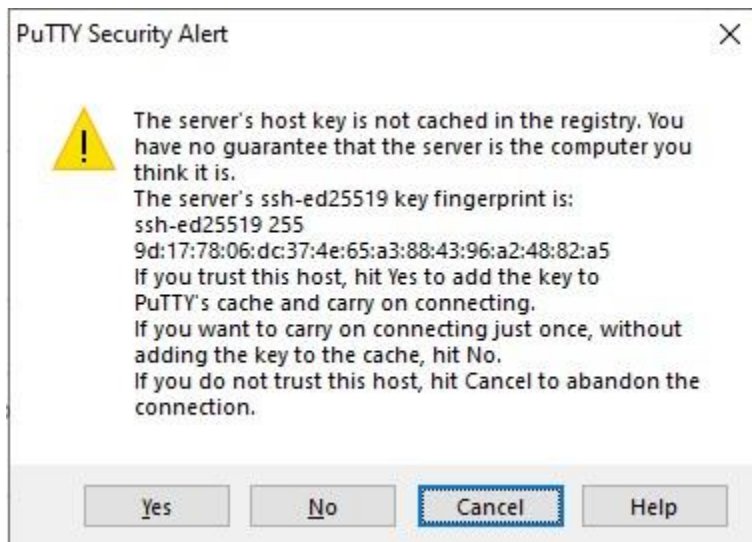 PuTTY Security Alert
The server's host key is not cached in the registry. You
have no guarantee that the server is the computer you
think it is.
The server's ssh-ed25519 key fingerprint is:
ssh-ed25519 255
9d:17:78:06:dc:37:4e:65:a3:88:43:96:a2:48:82:a5
If you trust this host, hit Yes to add the key to
PuTTY's cache and carry on connecting.
If you want to carry on connecting just once, without
adding the key to the cache, hit No.
If you do not trust this host, hit Cancel to abandon the
connection.
Yes No Cancel Help